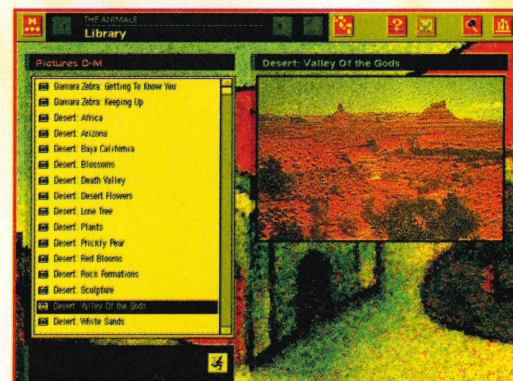 M
THE ANIMALS
Library
?
Pictures D-M
Damara Zebra: Getting To Know You
Damara Zebra: Keeping Up
Desert: Africa
Desert: Arizona
Desert: Baja California
Desert: Blossoms
Desert: Death Valley
Desert: Desert Flowers
Desert: Lone Tree
Desert: Plants
Desert: Prickly Pear
Desert: Red Blooms
Desert: Rock Formations
Desert: Sculpture
Desert: Valley Of the Gods
Desert: White Sands
Desert: Valley Of the Gods